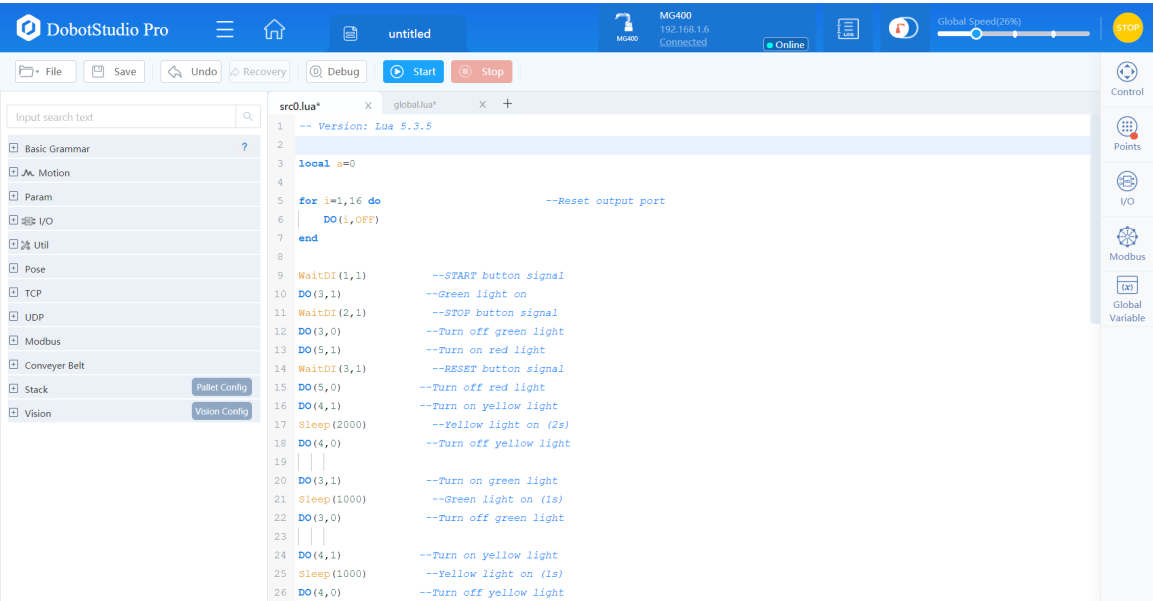 DobotStudio Pro
untitled
MG400
MG400
192.168.1.6
Connected
Online
LOG
Global Speed(26%)
STOP
File
Save
Undo
Recovery
Debug
Start
Stop
Control
Points
I/O
Modbus
(x)
Global
Variable
Input search text
Basic Grammar ?
Motion
Param
I/O
Util
Pose
TCP
UDP
Modbus
Conveyer Belt
Stack Pallet Config
Vision Vision Config
src0.lua* × global.lua* × +
1 -- Version: Lua 5.3.5
2
3 local a=0
4
5 for i=1,16 do --Reset output port
6 DO(i,OFF)
7 end
8
9 WaitDI(1,1) --START button signal
10 DO(3,1) --Green light on
11 WaitDI(2,1) --STOP button signal
12 DO(3,0) --Turn off green light
13 DO(5,1) --Turn on red light
14 WaitDI(3,1) --RESET button signal
15 DO(5,0) --Turn off red light
16 DO(4,1) --Turn on yellow light
17 Sleep(2000) --Yellow light on (2s)
18 DO(4,0) --Turn off yellow light
19
20 DO(3,1) --Turn on green light
21 Sleep(1000) --Green light on (1s)
22 DO(3,0) --Turn off green light
23
24 DO(4,1) --Turn on yellow light
25 Sleep(1000) --Yellow light on (1s)
26 DO(4,0) --Turn off yellow light